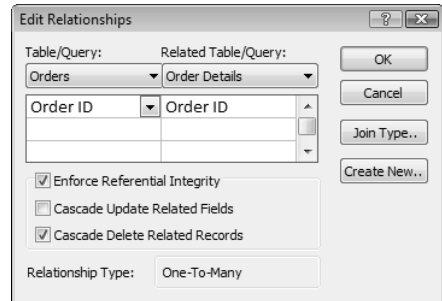 Edit Relationships
Table/Query: Related Table/Query:
Orders Order Details
Order ID Order ID
Enforce Referential Integrity
Cascade Update Related Fields
Cascade Delete Related Records
Relationship Type: One-To-Many
OK
Cancel
Join Type..
Create New..